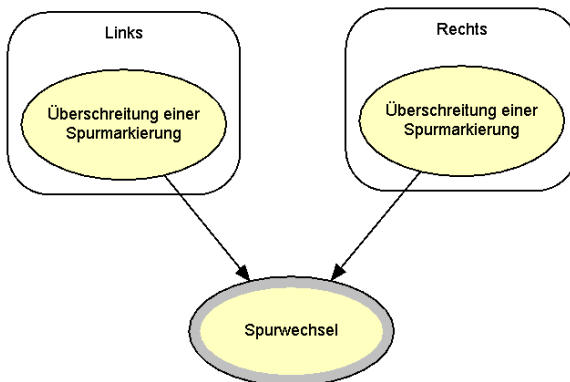 Links
Überschreitung einer
Spurmarkierung
Rechts
Überschreitung einer
Spurmarkierung
Spurwechsel